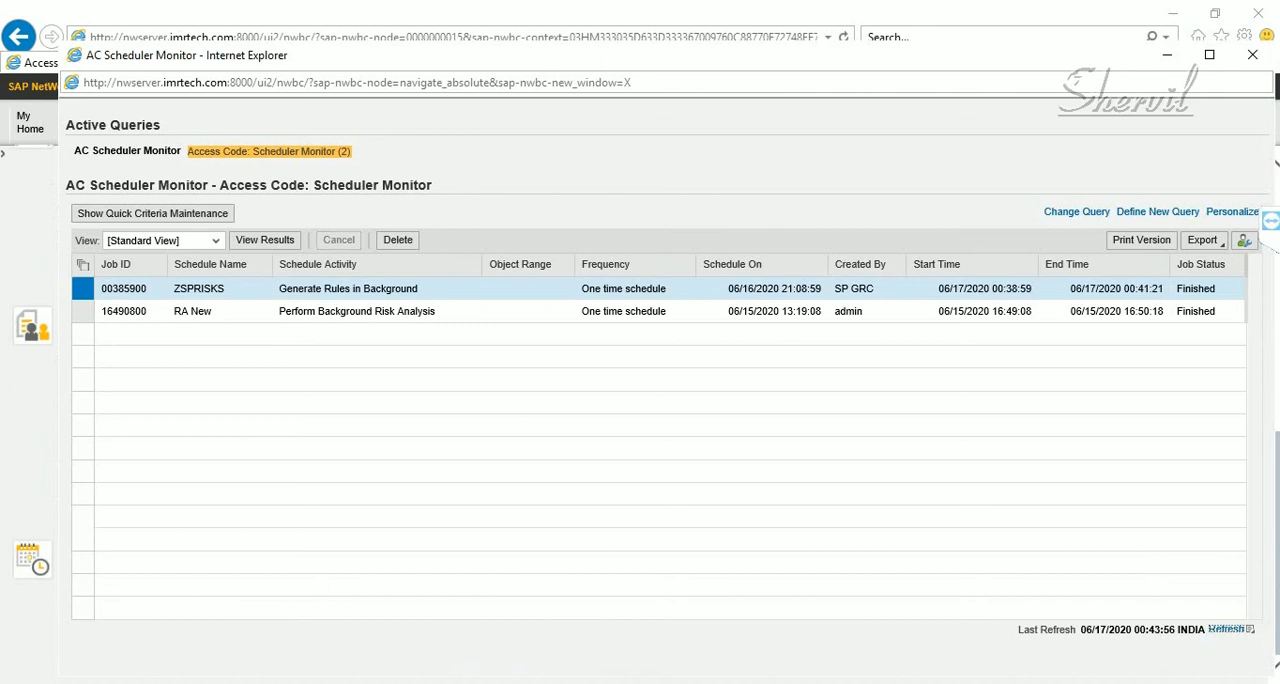 http://nwserver.imrtech.com:8000/ui2/nwbc/?sap-nwbc-node=0000000015&sap-nwbc-context=03HM333035D633D333367009760C88770F72748FF?
Search...
Access
AC Scheduler Monitor - Internet Explorer
SAP NetW
http://nwserver.imrtech.com:8000/ui2/nwbc/?sap-nwbc-node=navigate_absolute&sap-nwbc-new_window=X
Shervil
My
Home
Active Queries
AC Scheduler Monitor Access Code: Scheduler Monitor (2)
AC Scheduler Monitor - Access Code: Scheduler Monitor
Show Quick Criteria Maintenance
Change Query Define New Query Personalize
View: [Standard View] View Results Cancel Delete Print Version Export
Job ID Schedule Name Schedule Activity Object Range Frequency Schedule On Created By Start Time End Time Job Status
00385900 ZSPRISKS Generate Rules in Background One time schedule 06/16/2020 21:08:59 SP GRC 06/17/2020 00:38:59 06/17/2020 00:41:21 Finished
16490800 RA New Perform Background Risk Analysis One time schedule 06/15/2020 13:19:08 admin 06/15/2020 16:49:08 06/15/2020 16:50:18 Finished
Last Refresh 06/17/2020 00:43:56 INDIA Refresh